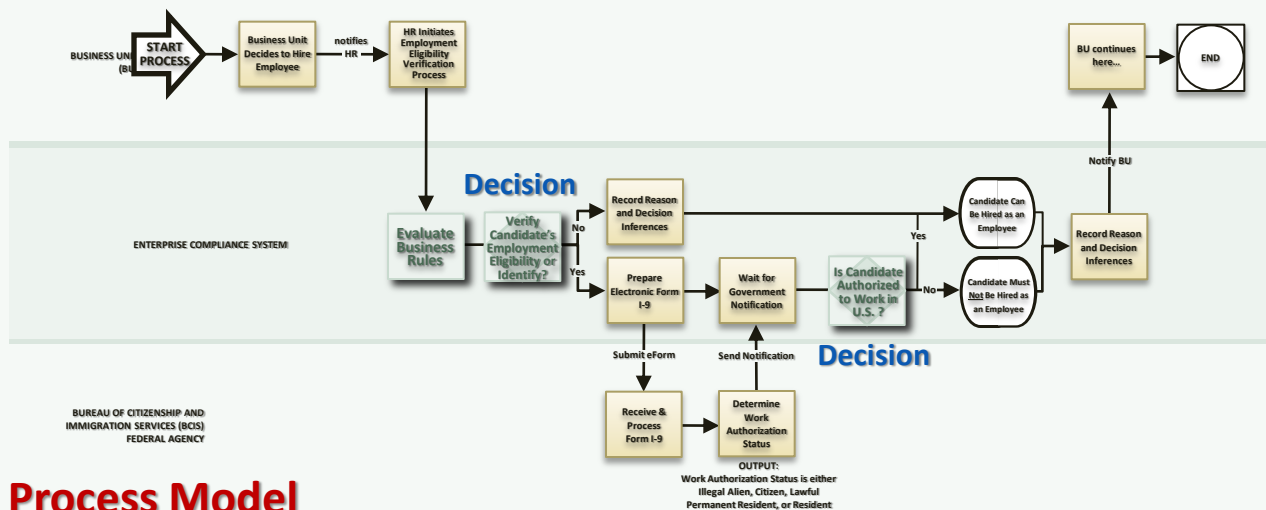 BUSINESS UNIT
(BU)
START
PROCESS
Business Unit
Decides to Hire
Employee
notifies
HR
HR Initiates
Employment
Eligibility
Verification
Process
BU continues
here...
END
Notify BU
ENTERPRISE COMPLIANCE SYSTEM
Evaluate
Business
Rules
Decision
Verify
Candidate's
Employment
Eligibility or
Identify?
No
Yes
Record Reason
and Decision
Inferences
Prepare
Electronic Form
I-9
Wait for
Government
Notification
Is Candidate
Authorized
to Work in
U.S. ?
Decision
Yes
No
Candidate Can
Be Hired as an
Employee
Candidate Must
Not Be Hired as
an Employee
Record Reason
and Decision
Inferences
Submit eForm
Send Notification
BUREAU OF CITIZENSHIP AND
IMMIGRATION SERVICES (BCIS)
FEDERAL AGENCY
Receive &
Process
Form I-9
Determine
Work
Authorization
Status
OUTPUT:
Work Authorization Status is either
Illegal Alien, Citizen, Lawful
Permanent Resident, or Resident
Process Model